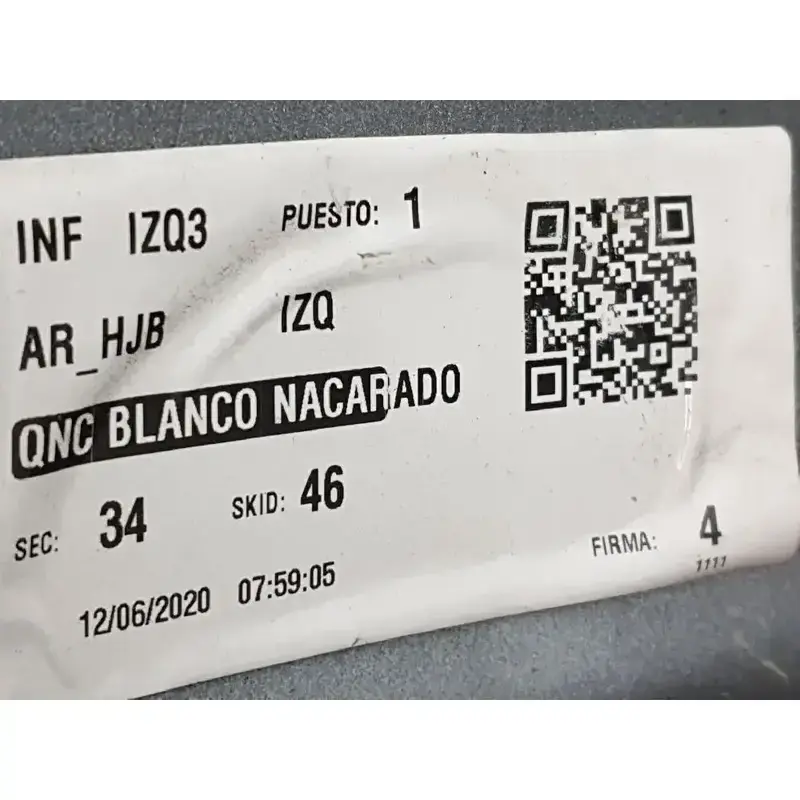 INF IZQ3 PUESTO: 1
AR_HJB IZQ
QNC BLANCO NACARADO
SEC: 34 SKID: 46
FIRMA: 4
1111
12/06/2020 07:59:05